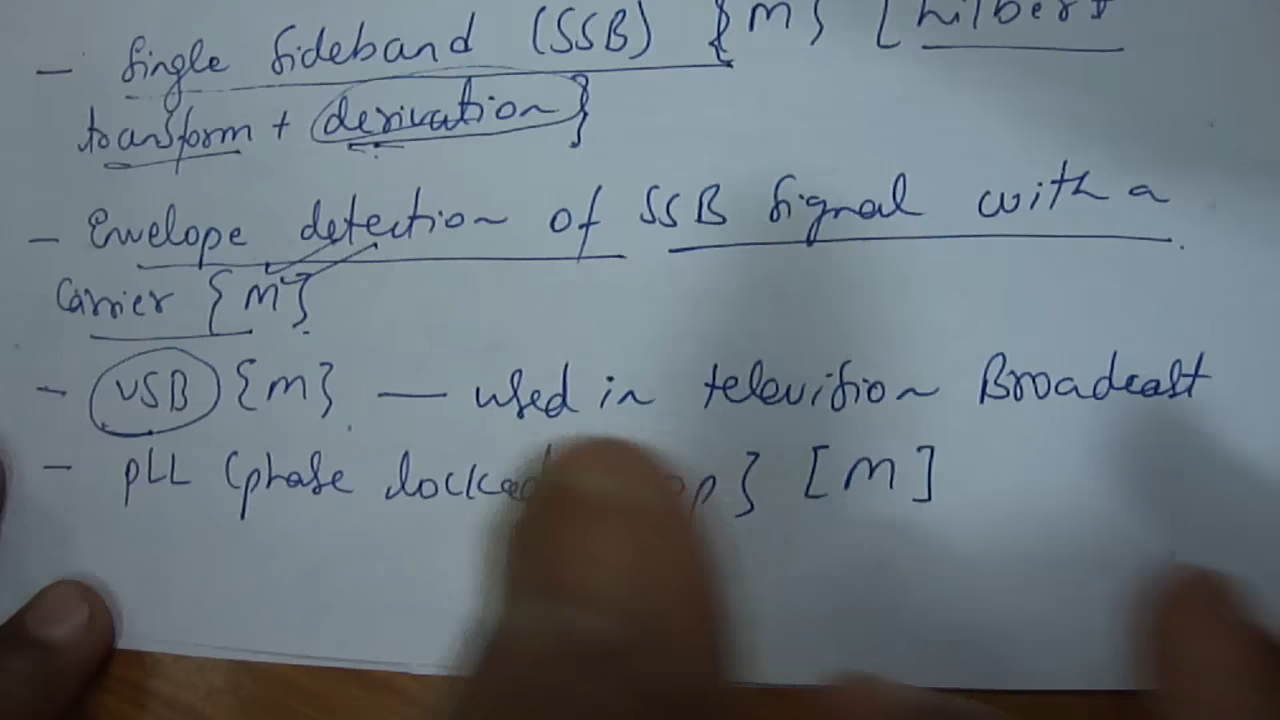 - Single Sideband (SSB) {m} [hilbert
transform + derivation}
- Envelope detection of SSB Signal with a
Carrier {m}
- VSB {m} — used in television Broadcast
- PLL (phase locked } [m]